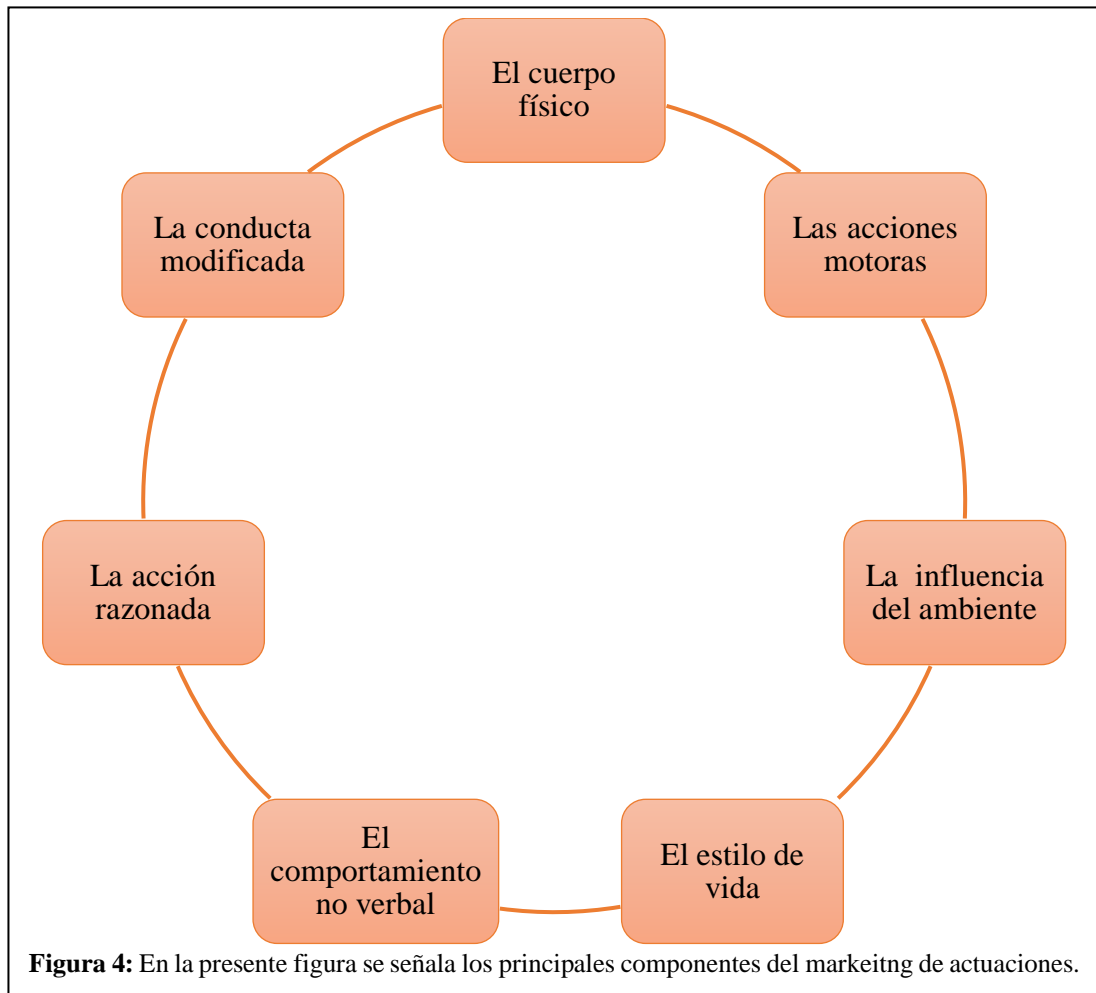 El cuerpo
físico
Las acciones
motoras
La influencia
del ambiente
El estilo de
vida
El
comportamiento
no verbal
La acción
razonada
La conducta
modificada
Figura 4: En la presente figura se señala los principales componentes del markeitng de actuaciones.